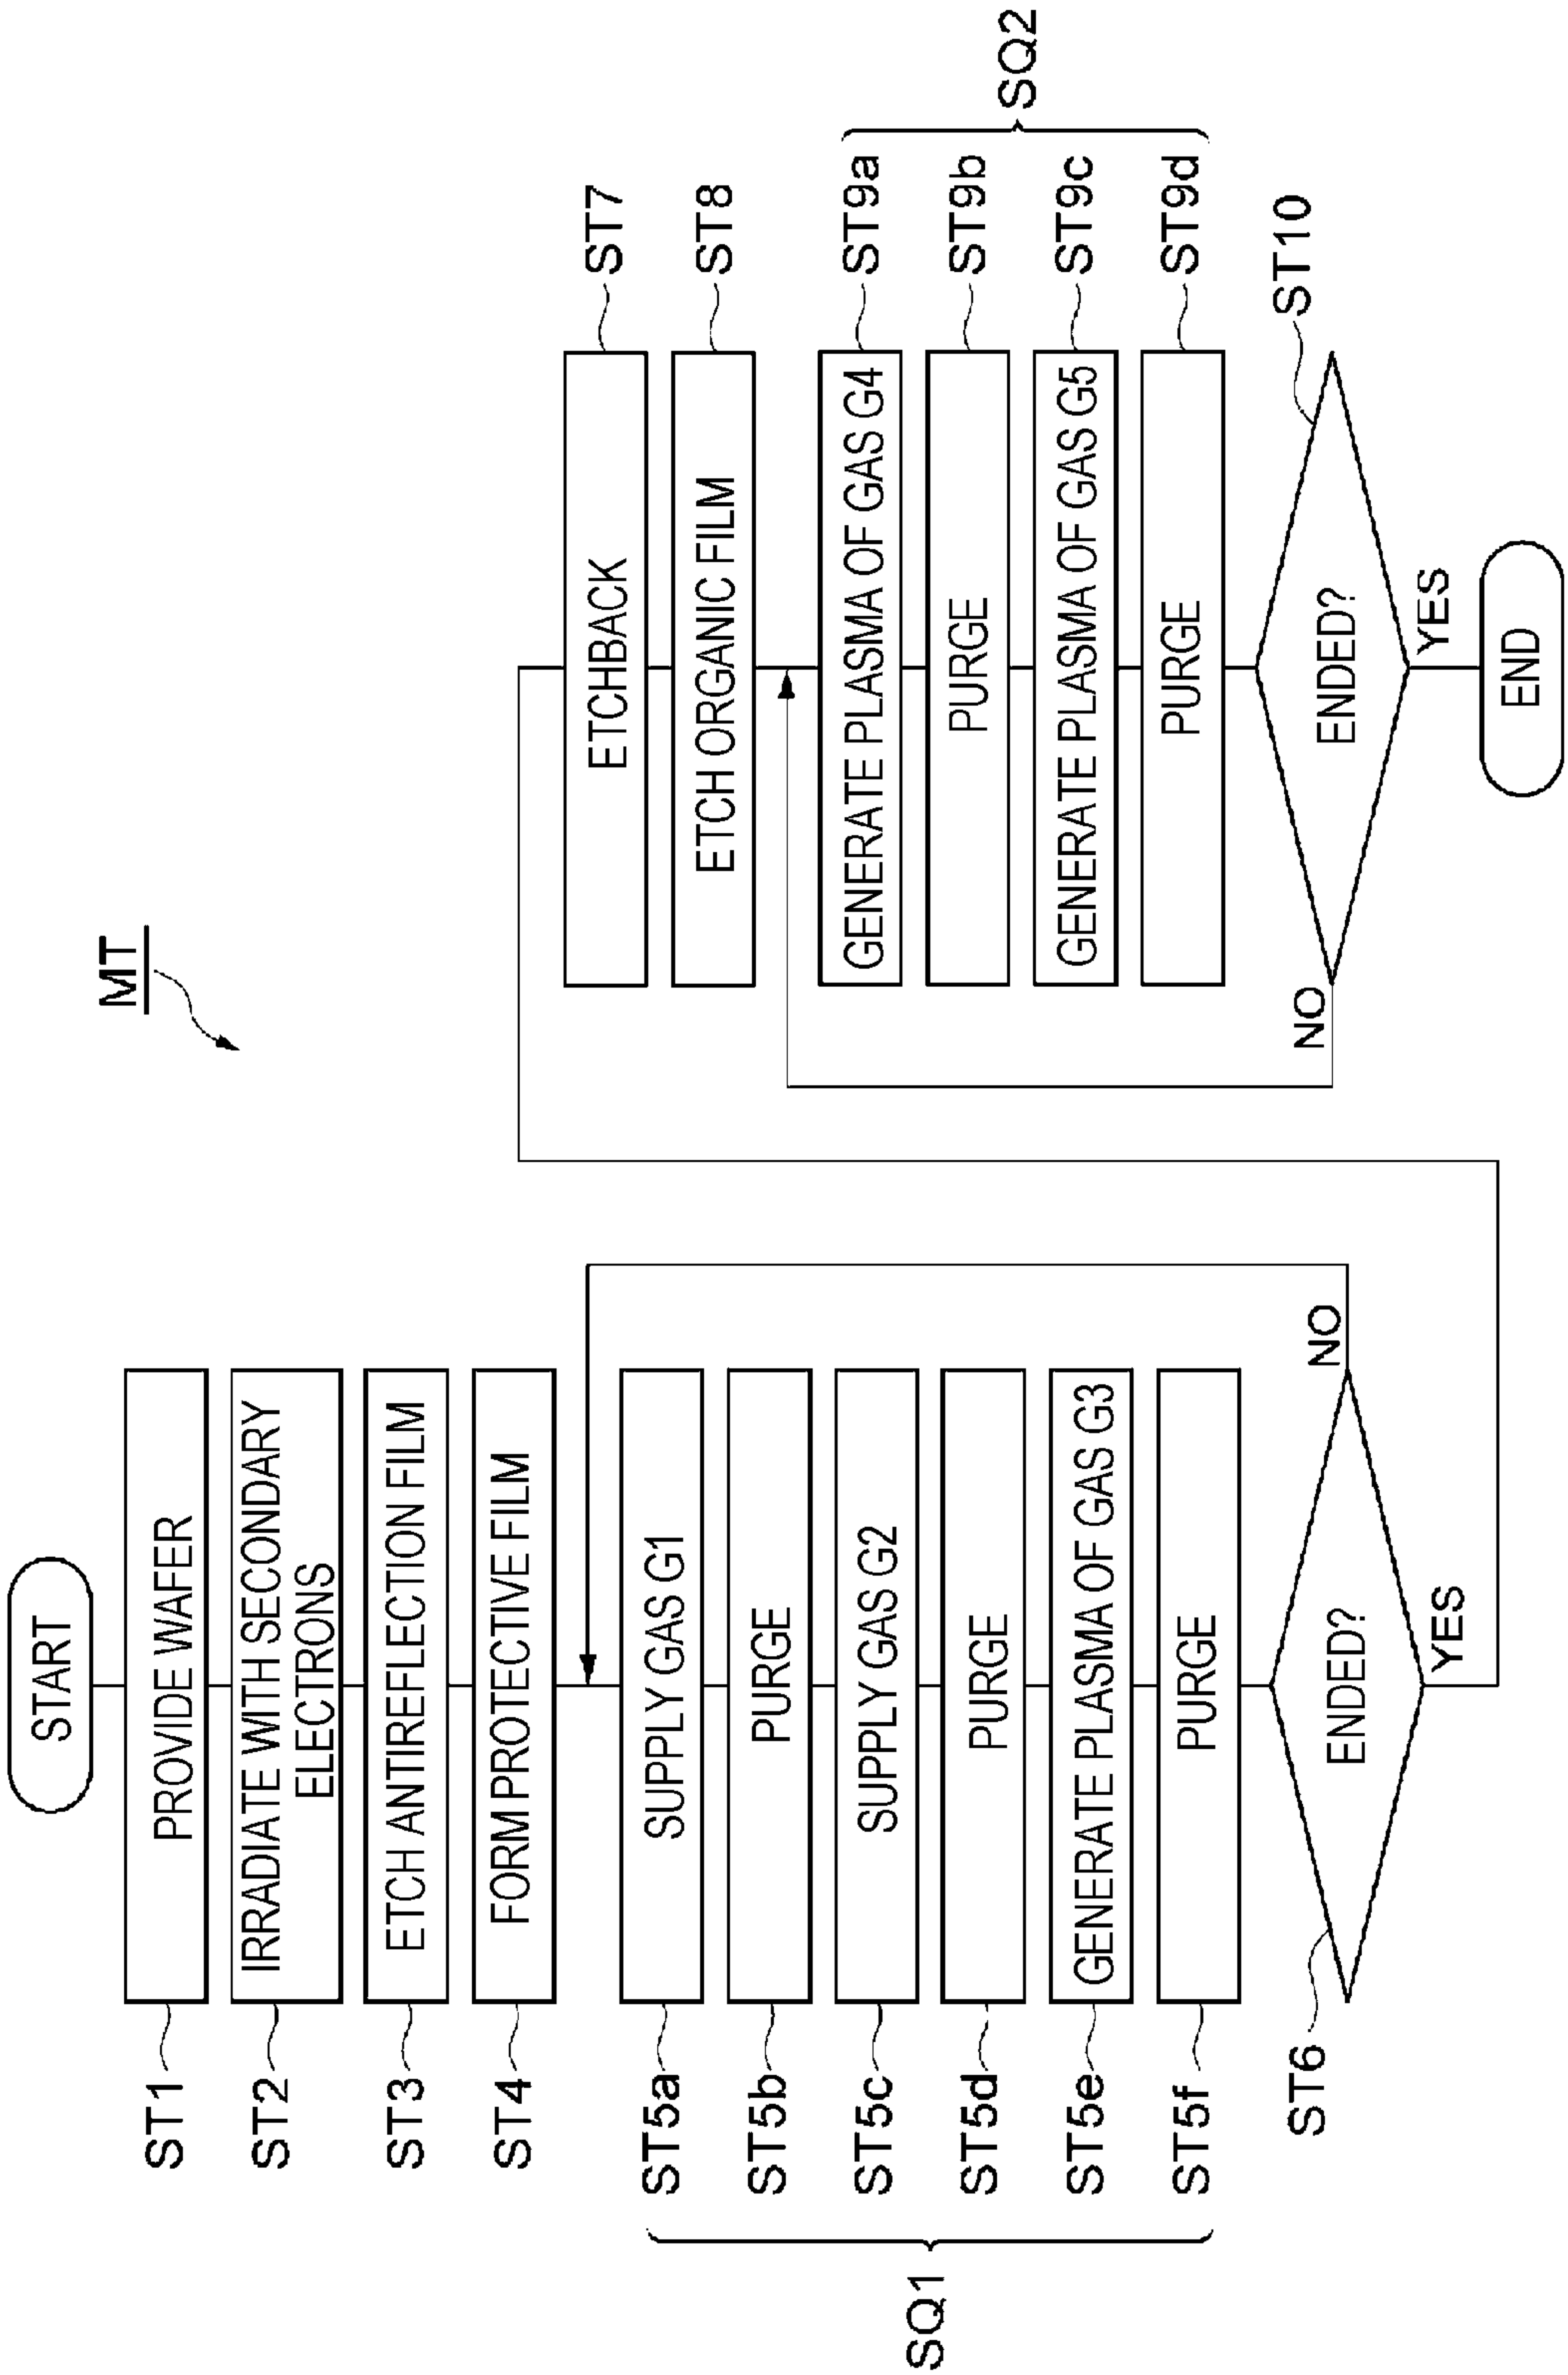 MT
START
ST1
PROVIDE WAFER
ST2
IRRADIATE WITH SECONDARY
ELECTRONS
ST3
ETCH ANTIREFLECTION FILM
ST4
FORM PROTECTIVE FILM
SQ1
ST5a
SUPPLY GAS G1
ST5b
PURGE
ST5c
SUPPLY GAS G2
ST5d
PURGE
ST5e
GENERATE PLASMA OF GAS G3
ST5f
PURGE
ST6
ENDED?
NO
YES
ETCHBACK
ST7
ETCH ORGANIC FILM
ST8
GENERATE PLASMA OF GAS G4
ST9a
PURGE
ST9b
GENERATE PLASMA OF GAS G5
ST9c
PURGE
ST9d
SQ2
ENDED?
ST10
NO
YES
END